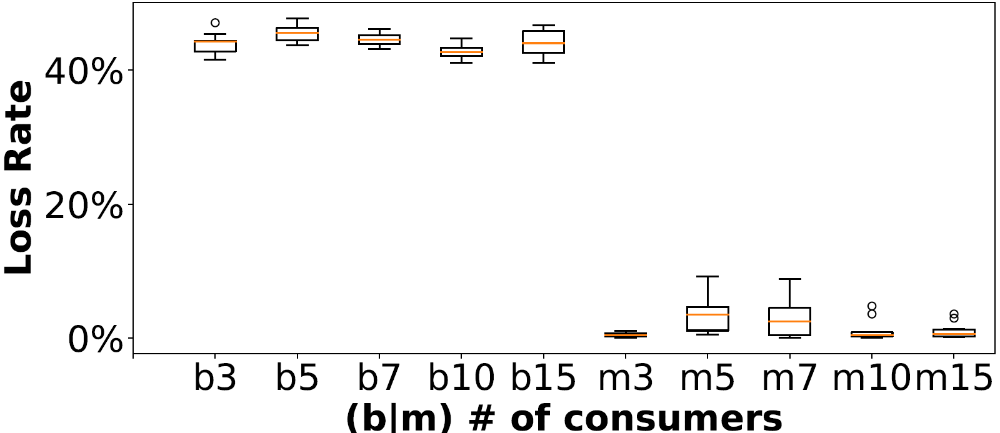 Loss Rate
40%
20%
0%
b3 b5 b7 b10 b15 m3 m5 m7 m10 m15
(b|m) # of consumers